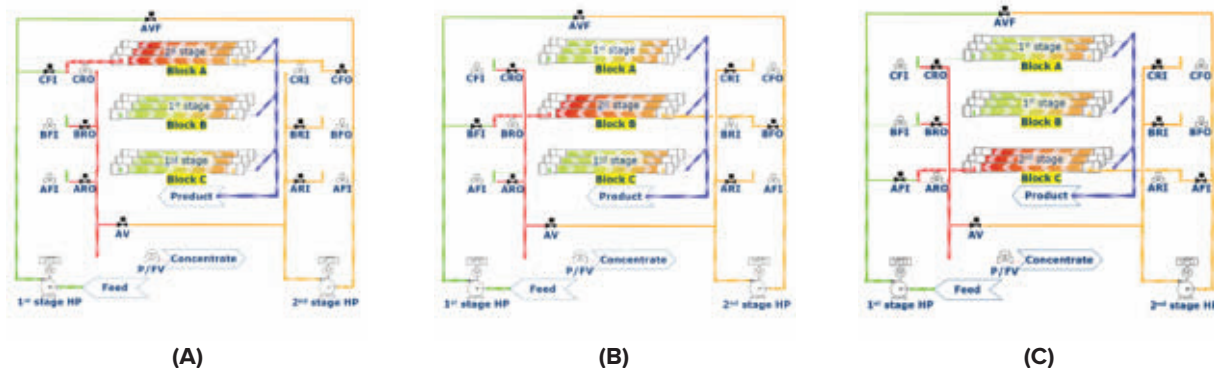 AVF
2nd stage
CFI CRO Block A CRI CFO
1st stage
Block B
BFI BRO BRI BFO
1st stage
AFI ARO Block C ARI AFI
Product
AV
Concentrate
P/FV
Feed
1st stage HP 2nd stage HP
(A)
AVF
1st stage
CFI CRO Block A CRI CFO
2nd stage
Block B
BFI BRO BRI BFO
1st stage
AFI ARO Block C ARI AFI
Product
AV
Concentrate
P/FV
Feed
1st stage HP 2nd stage HP
(B)
AVF
1st stage
CFI CRO Block A CRI CFO
1st stage
Block B
BFI BRO BRI BFO
2nd stage
AFI ARO Block C ARI AFI
Product
AV
Concentrate
P/FV
Feed
1st stage HP 2nd stage HP
(C)